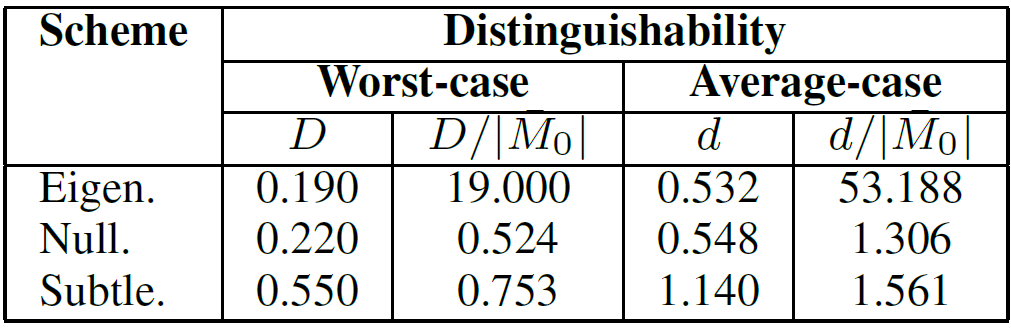 Scheme Distinguishability
Worst-case Average-case
D D/|M̄₀| d d/|M̄₀|
Eigen. 0.190 19.000 0.532 53.188
Null. 0.220 0.524 0.548 1.306
Subtle. 0.550 0.753 1.140 1.561